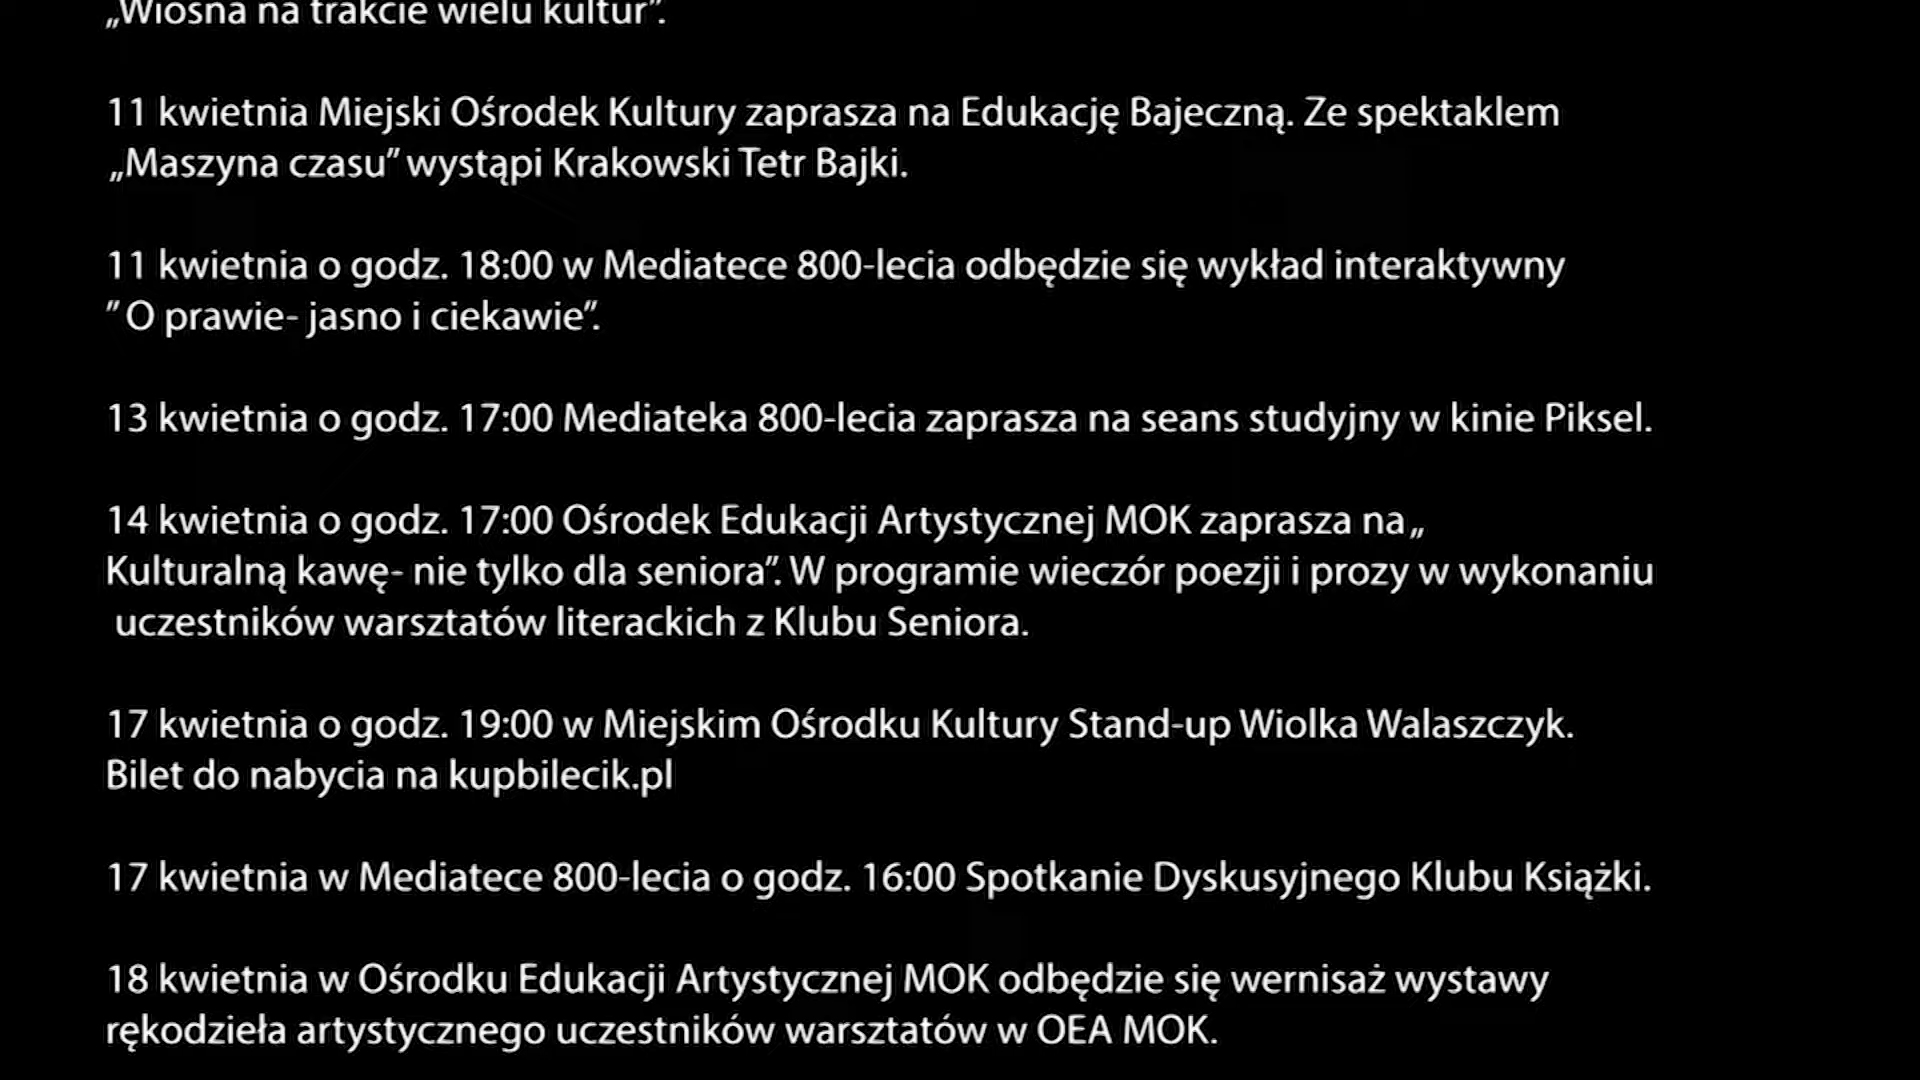 „Wiosna na trakcie wielu kultur”.
11 kwietnia Miejski Ośrodek Kultury zaprasza na Edukację Bajeczną. Ze spektaklem
„Maszyna czasu” wystąpi Krakowski Tetr Bajki.
11 kwietnia o godz. 18:00 w Mediatece 800-lecia odbędzie się wykład interaktywny
” O prawie- jasno i ciekawie”.
13 kwietnia o godz. 17:00 Mediateka 800-lecia zaprasza na seans studyjny w kinie Piksel.
14 kwietnia o godz. 17:00 Ośrodek Edukacji Artystycznej MOK zaprasza na „
Kulturalną kawę- nie tylko dla seniora”. W programie wieczór poezji i prozy w wykonaniu
uczestników warsztatów literackich z Klubu Seniora.
17 kwietnia o godz. 19:00 w Miejskim Ośrodku Kultury Stand-up Wiolka Walaszczyk.
Bilet do nabycia na kupbilecik.pl
17 kwietnia w Mediatece 800-lecia o godz. 16:00 Spotkanie Dyskusyjnego Klubu Książki.
18 kwietnia w Ośrodku Edukacji Artystycznej MOK odbędzie się wernisaż wystawy
rękodzieła artystycznego uczestników warsztatów w OEA MOK.